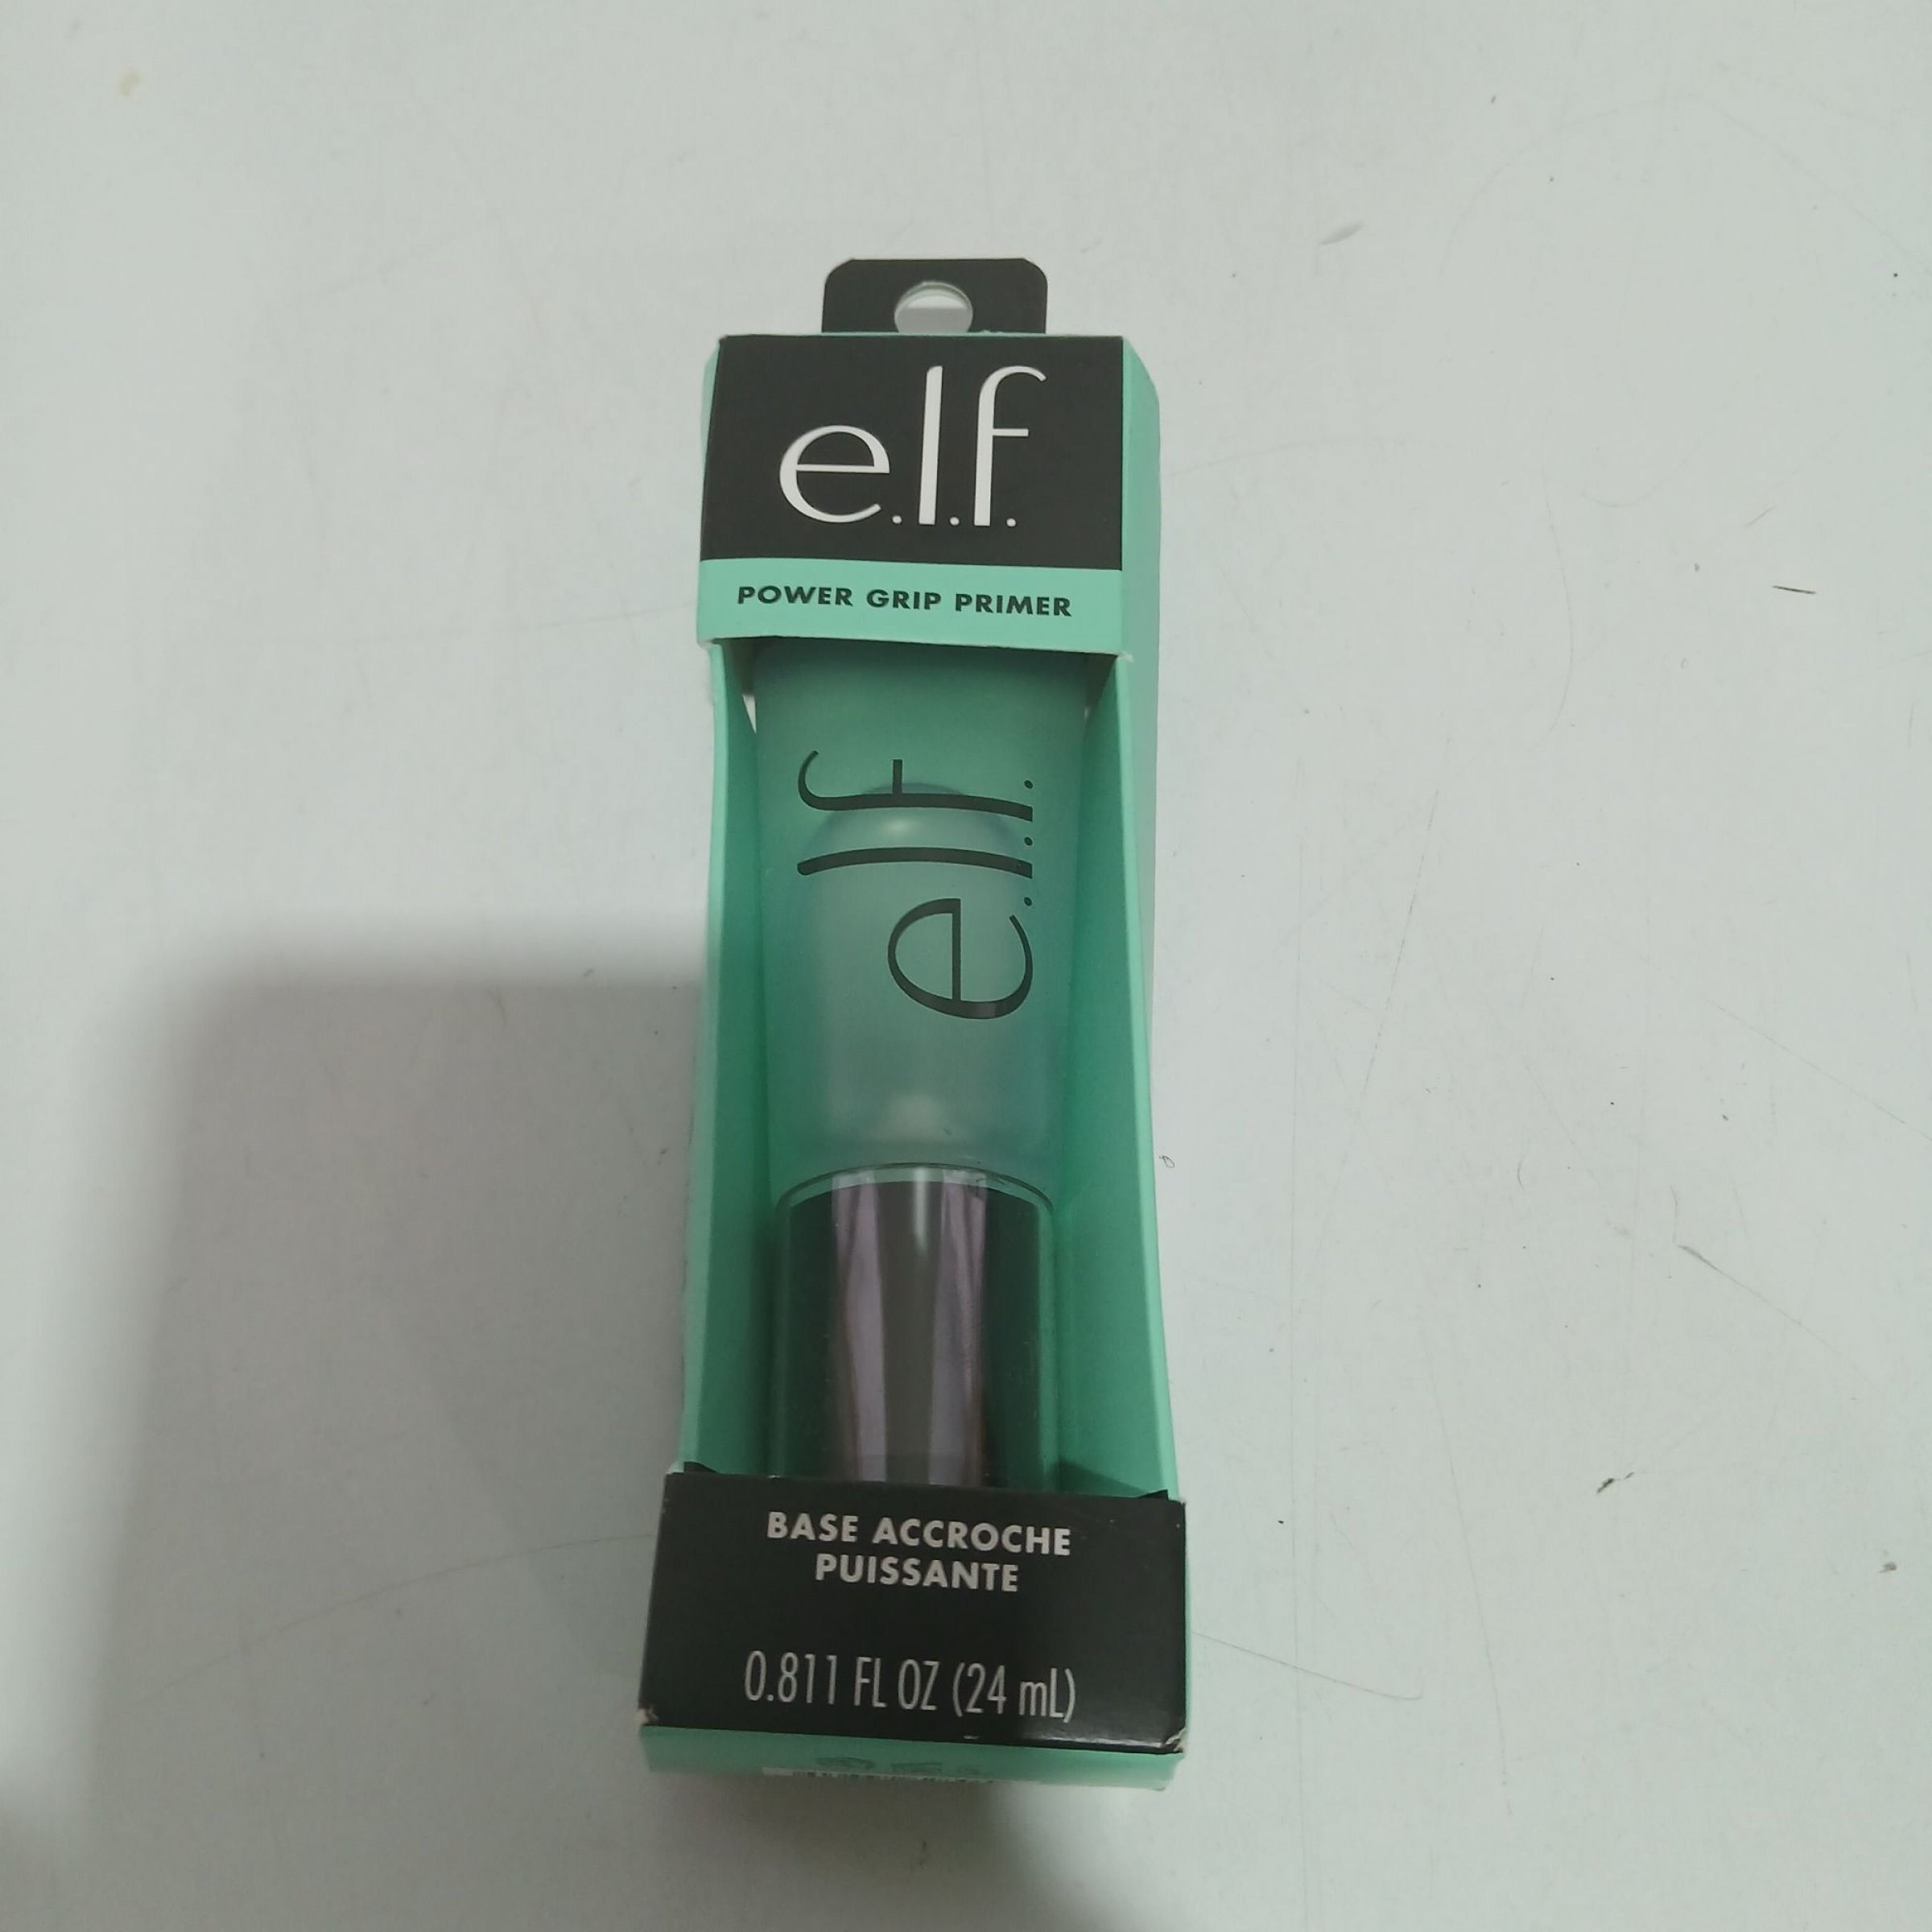 e.l.f.
POWER GRIP PRIMER
e.l.f.
BASE ACCROCHE
PUISSANTE
0.811 FL OZ (24 mL)